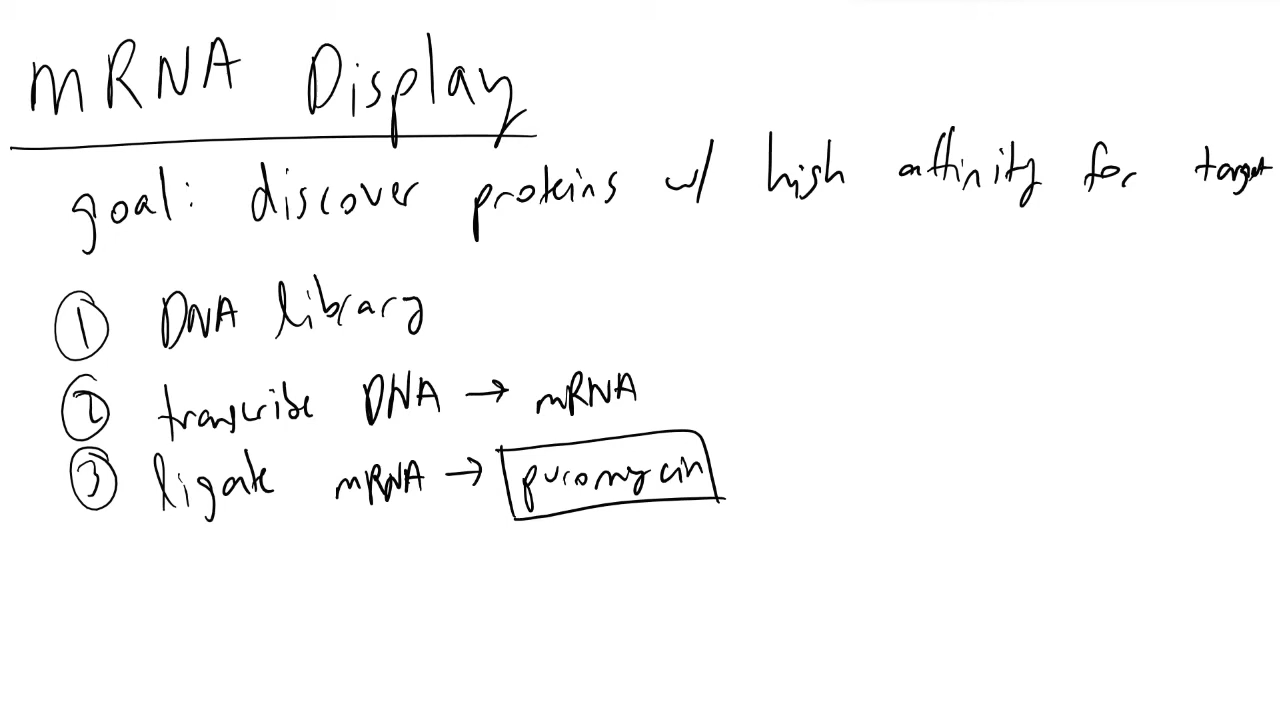 mRNA Display
goal: discover proteins w/ high affinity for target
① DNA library
② transcribe DNA → mRNA
③ ligate mRNA → puromycin